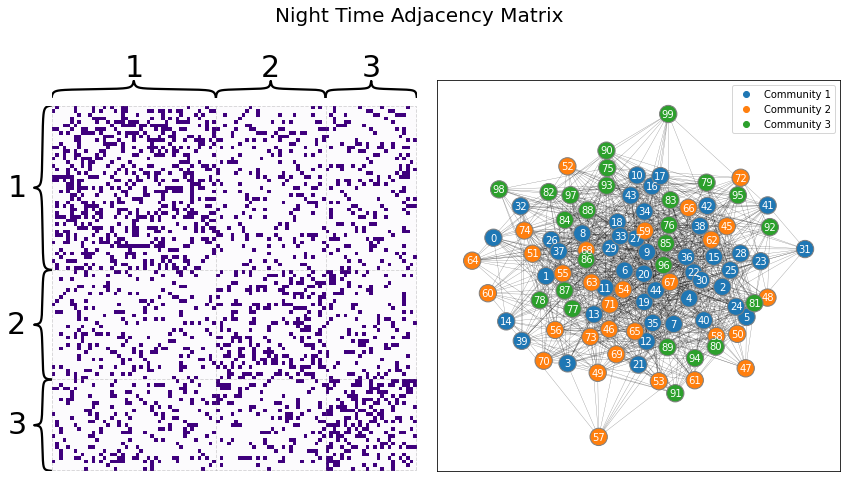 Night Time Adjacency Matrix
1 2 3
1
2
3
Community 1
Community 2
Community 3
99
90
52 75
10 17 79 72
98 82 97 93 43 16 83 95
32 88 34 66 42 41
84 18 76 38 45 92
0 74 26 8 33 27 59 85 62
51 37 68 29 9 36 15 28 31
64 86 96 23
1 55 6 20 22 25
60 87 63 11 54 44 67 30 2
78 77 71 19 4 24 81 48
14 13 35 7 40 5
56 73 46 65 58 50
39 12 89 80
70 3 69 21 94 47
49 53 61
91
57